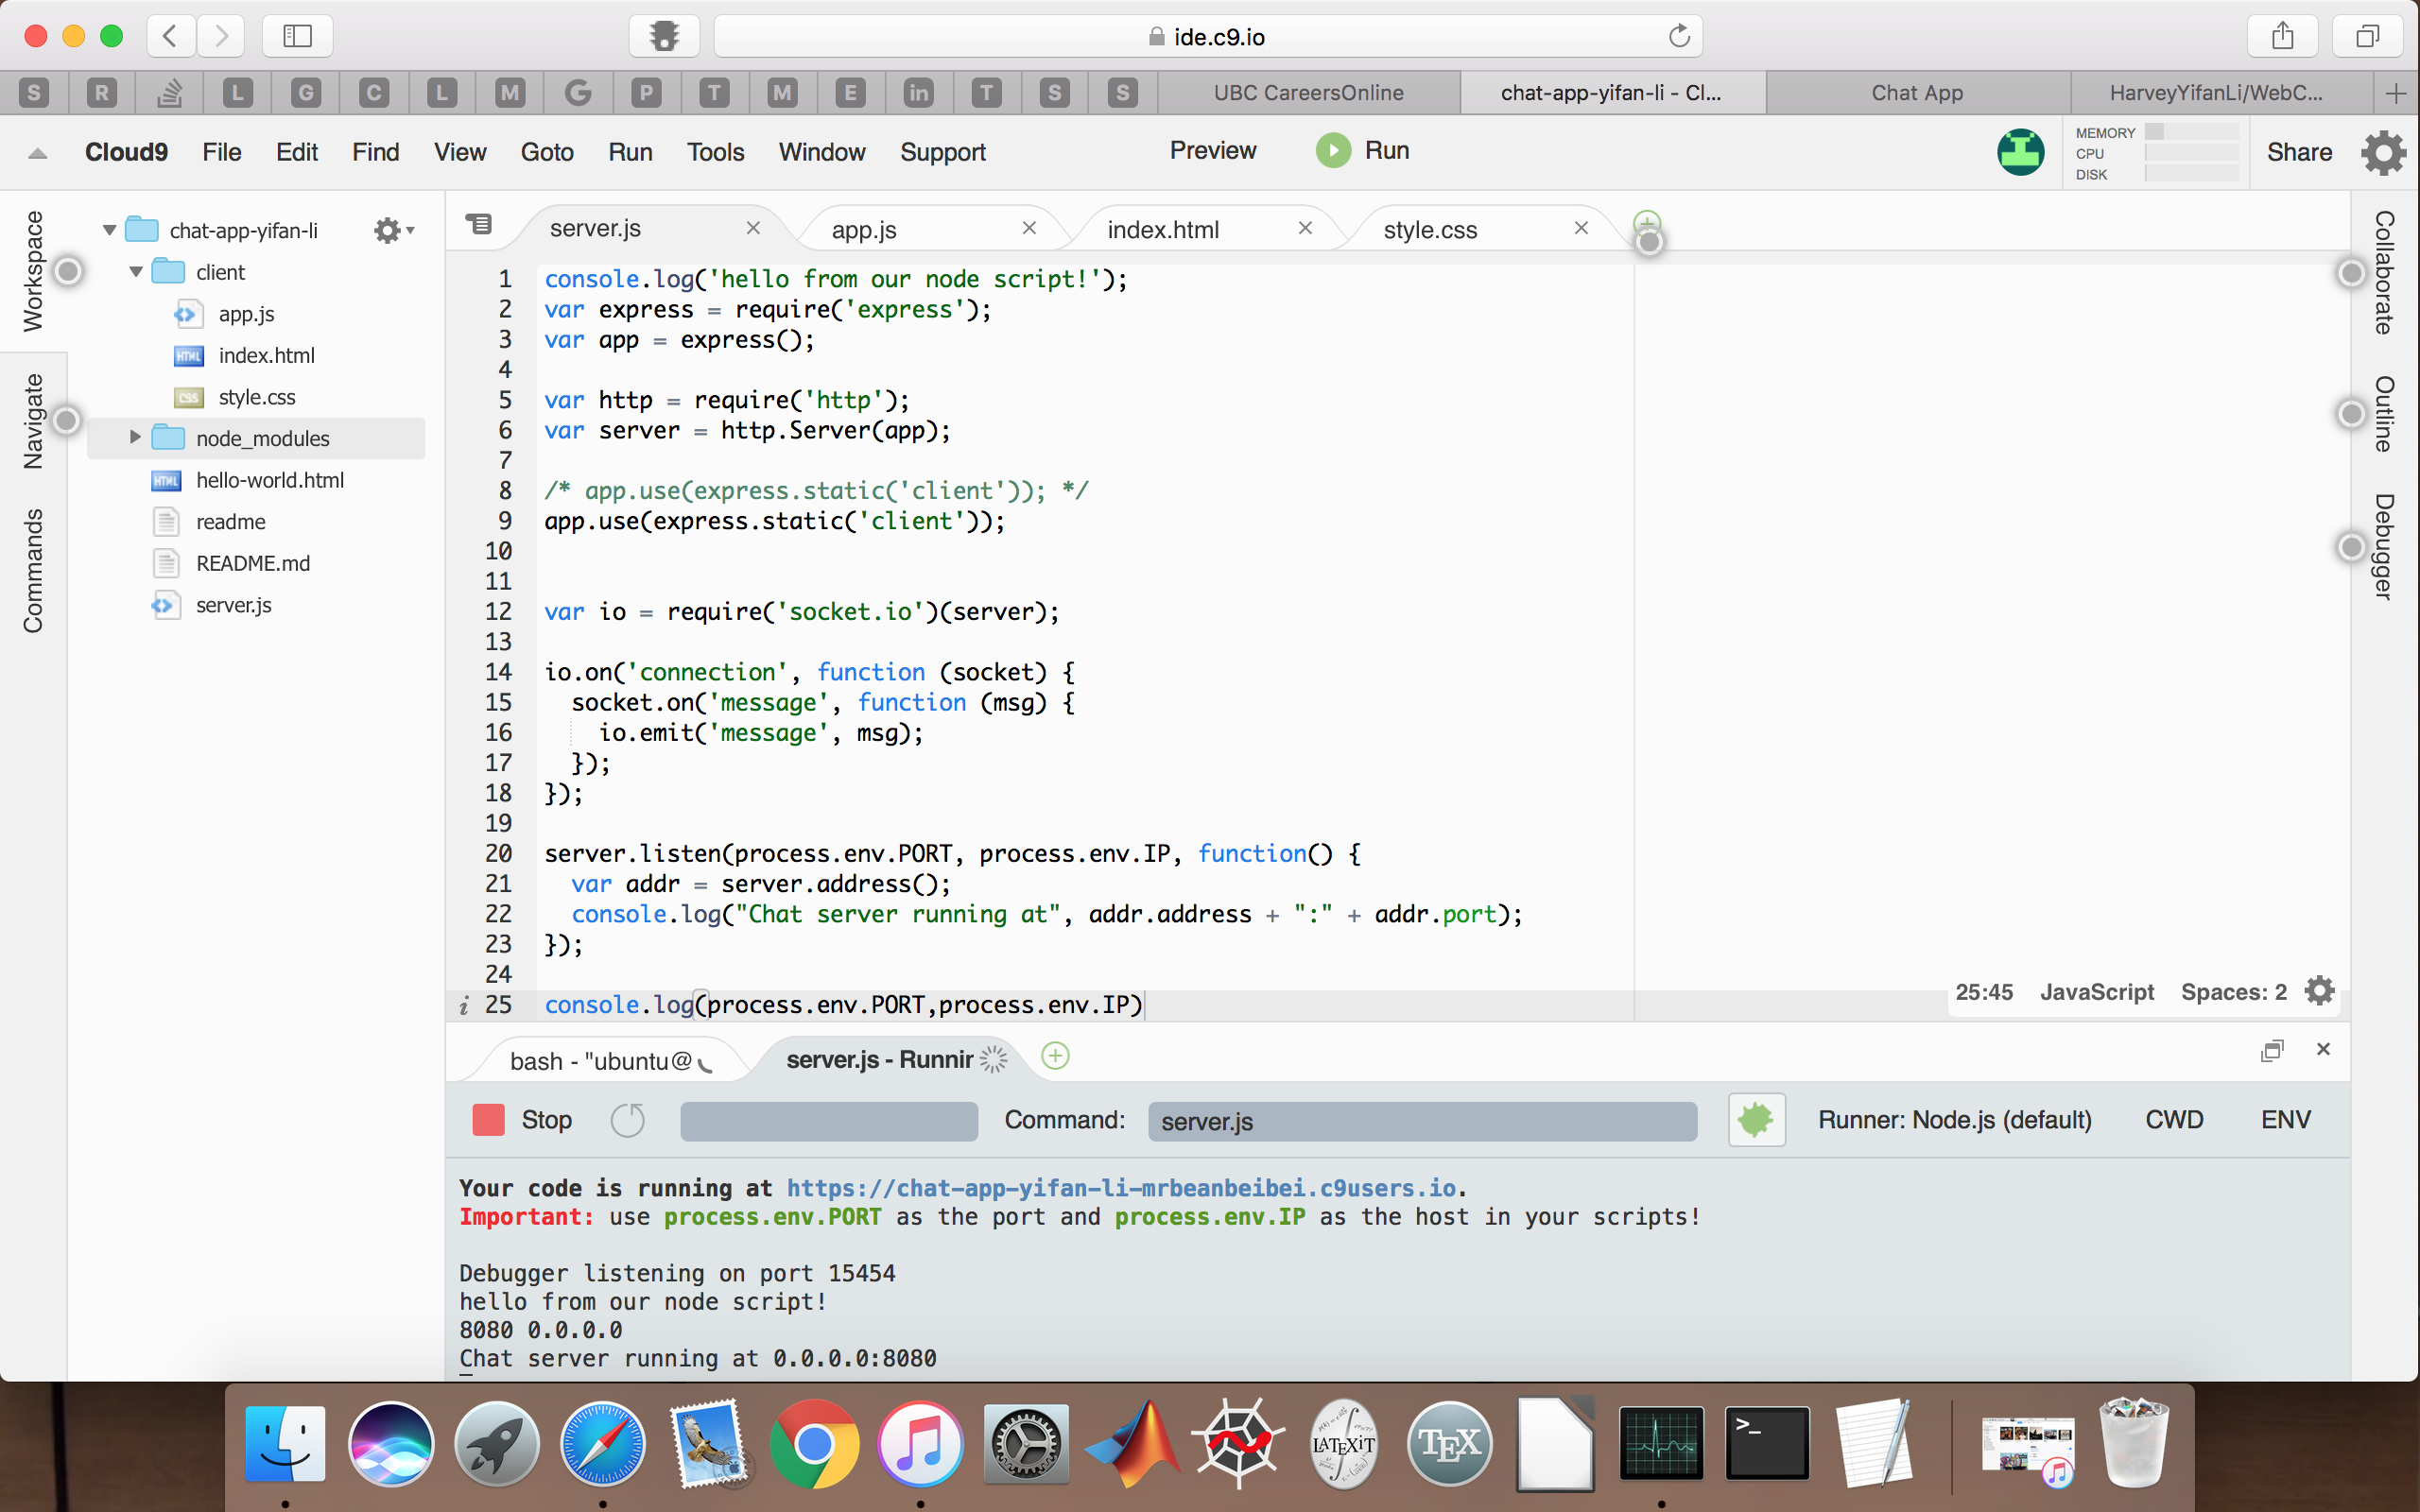 ide.c9.io
S R L G C L M G P T M E in T S S UBC CareersOnline chat-app-yifan-li - Cl... Chat App HarveyYifanLi/WebC...
Cloud9 File Edit Find View Goto Run Tools Window Support Preview Run MEMORY CPU DISK Share
Workspace
Navigate
Commands
chat-app-yifan-li
client
app.js
index.html
style.css
node_modules
hello-world.html
readme
README.md
server.js
server.js app.js index.html style.css
1 console.log('hello from our node script!');
2 var express = require('express');
3 var app = express();
4
5 var http = require('http');
6 var server = http.Server(app);
7
8 /* app.use(express.static('client')); */
9 app.use(express.static('client'));
10
11
12 var io = require('socket.io')(server);
13
14 io.on('connection', function (socket) {
15 socket.on('message', function (msg) {
16 io.emit('message', msg);
17 });
18 });
19
20 server.listen(process.env.PORT, process.env.IP, function() {
21 var addr = server.address();
22 console.log("Chat server running at", addr.address + ":" + addr.port);
23 });
24
i 25 console.log(process.env.PORT,process.env.IP)
25:45 JavaScript Spaces: 2
Collaborate
Outline
Debugger
bash - "ubuntu@ server.js - Runnin
Stop Command: server.js Runner: Node.js (default) CWD ENV
Your code is running at https://chat-app-yifan-li-mrbeanbeibei.c9users.io.
Important: use process.env.PORT as the port and process.env.IP as the host in your scripts!
Debugger listening on port 15454
hello from our node script!
8080 0.0.0.0
Chat server running at 0.0.0.0:8080
LATEXiT TEX >_